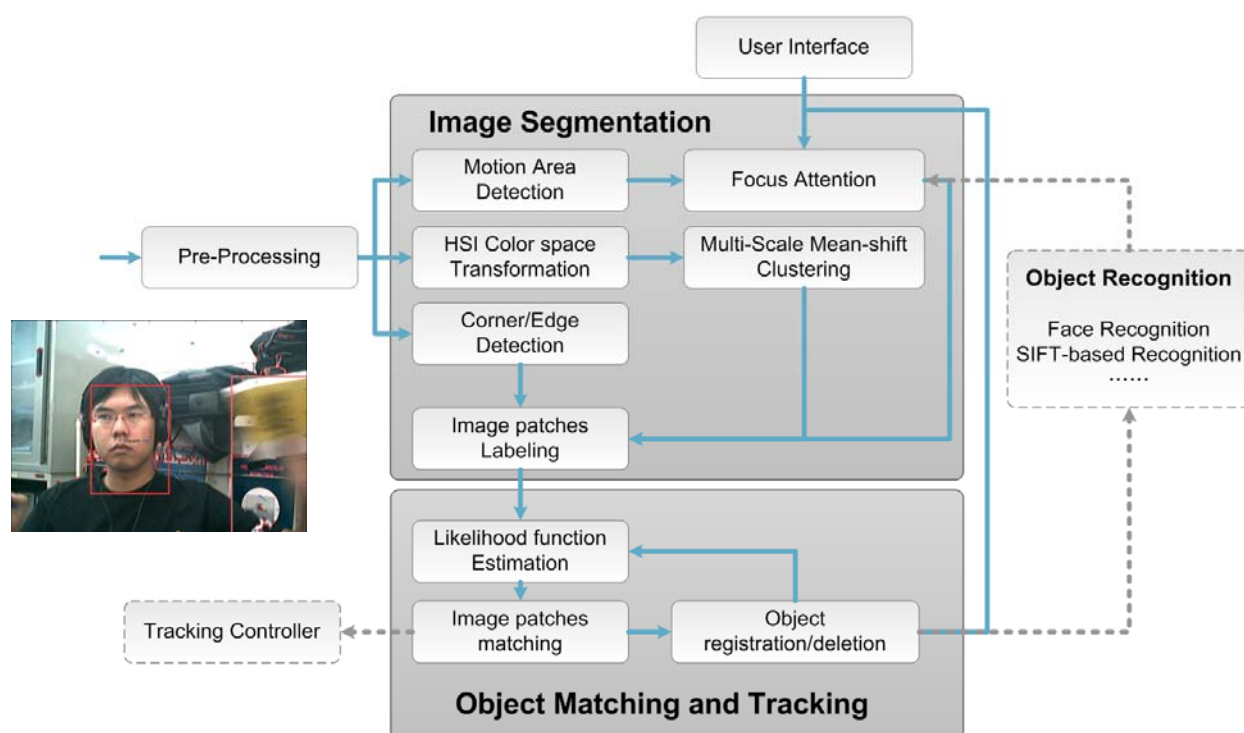 User Interface
Image Segmentation
Motion Area
Detection
Focus Attention
Pre-Processing
HSI Color space
Transformation
Multi-Scale Mean-shift
Clustering
Corner/Edge
Detection
Image patches
Labeling
Object Recognition
Face Recognition
SIFT-based Recognition
......
Likelihood function
Estimation
Tracking Controller
Image patches
matching
Object
registration/deletion
Object Matching and Tracking